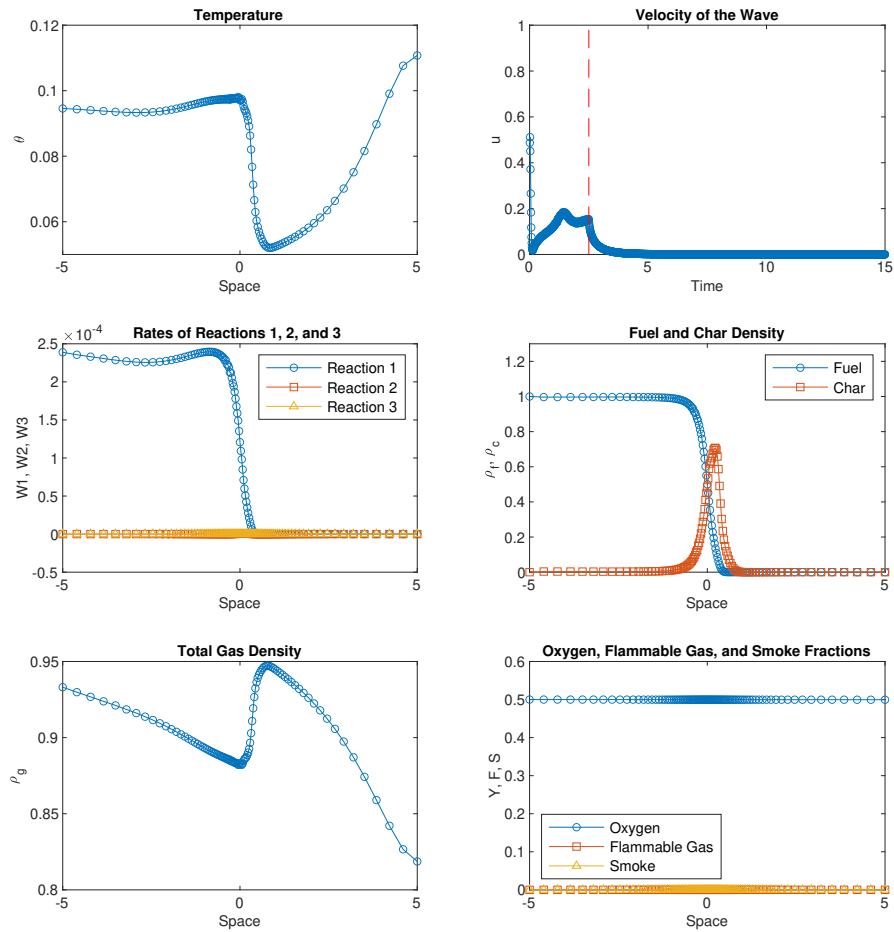 Temperature
0.12
0.1
0.08
0.06
θ
-5
0
5
Space
Velocity of the Wave
1
0.8
0.6
0.4
0.2
0
u
0
5
10
15
Time
Rates of Reactions 1, 2, and 3
× 10⁻⁴
2.5
2
1.5
1
0.5
0
-0.5
W1, W2, W3
Reaction 1
Reaction 2
Reaction 3
-5
0
5
Space
Fuel and Char Density
1.2
1
0.8
0.6
0.4
0.2
0
ρ_f, ρ_c
Fuel
Char
-5
0
5
Space
Total Gas Density
0.95
0.9
0.85
0.8
ρ_g
-5
0
5
Space
Oxygen, Flammable Gas, and Smoke Fractions
0.6
0.5
0.4
0.3
0.2
0.1
0
Y, F, S
Oxygen
Flammable Gas
Smoke
-5
0
5
Space